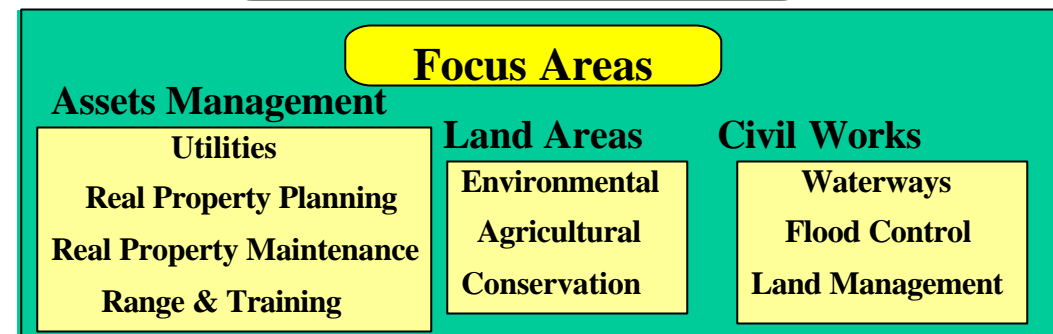 Focus Areas
Assets Management
Utilities
Real Property Planning
Real Property Maintenance
Range & Training
Land Areas
Environmental
Agricultural
Conservation
Civil Works
Waterways
Flood Control
Land Management